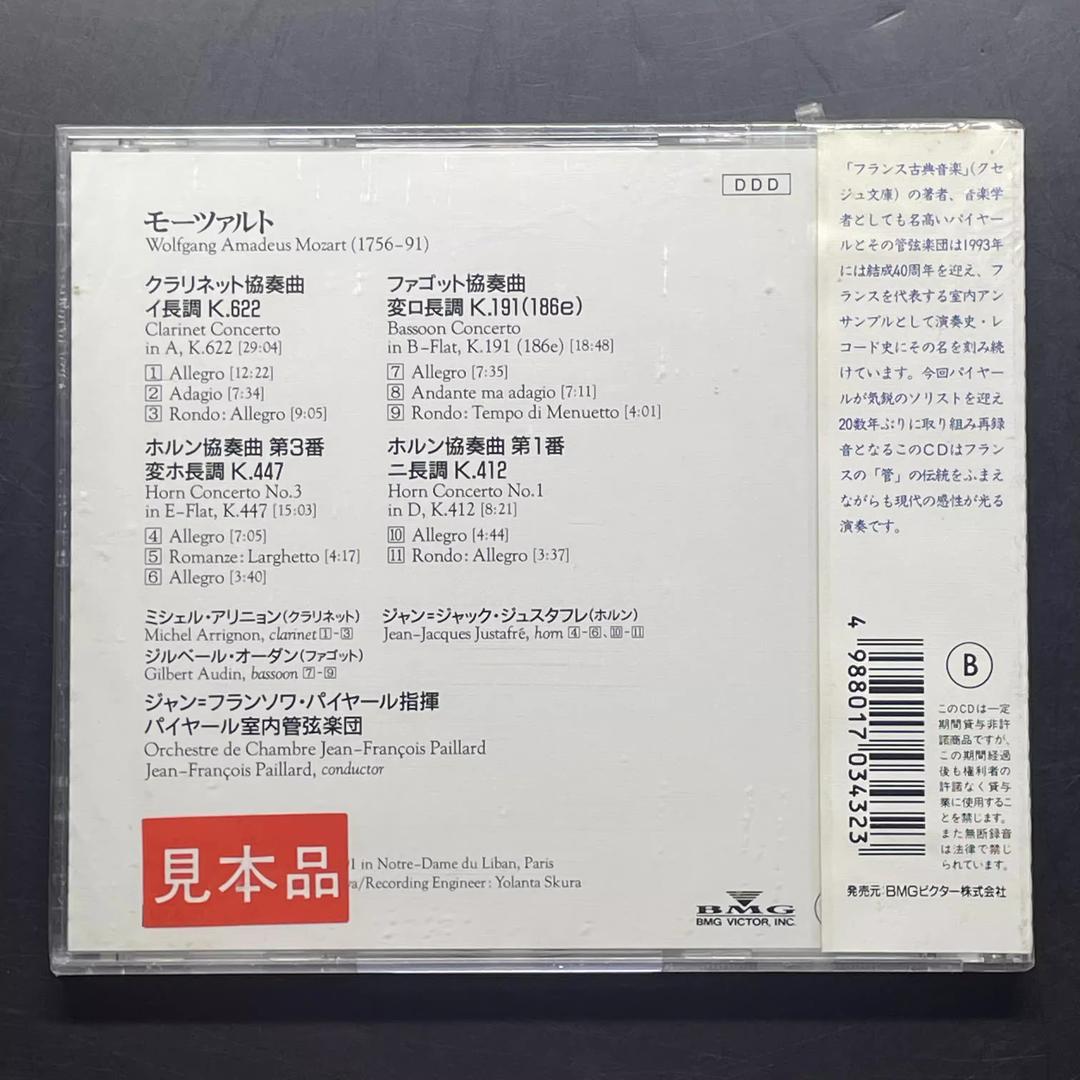 DDD
モーツァルト
Wolfgang Amadeus Mozart (1756–91)
クラリネット協奏曲
イ長調 K.622
Clarinet Concerto
in A, K.622 [29:04]
1 Allegro [12:22]
2 Adagio [7:34]
3 Rondo: Allegro [9:05]
ホルン協奏曲 第3番
変ホ長調 K.447
Horn Concerto No.3
in E-Flat, K.447 [15:03]
4 Allegro [7:05]
5 Romanze: Larghetto [4:17]
6 Allegro [3:40]
ファゴット協奏曲
変ロ長調 K.191(186e)
Bassoon Concerto
in B-Flat, K.191 (186e) [18:48]
7 Allegro [7:35]
8 Andante ma adagio [7:11]
9 Rondo: Tempo di Menuetto [4:01]
ホルン協奏曲 第1番
ニ長調 K.412
Horn Concerto No.1
in D, K.412 [8:21]
10 Allegro [4:44]
11 Rondo: Allegro [3:37]
ミシェル・アリニョン(クラリネット)
Michel Arrignon, clarinet 1-3
ジャン=ジャック・ジュスタフレ(ホルン)
Jean-Jacques Justafré, horn 4-6、10-11
ジルベール・オーダン(ファゴット)
Gilbert Audin, bassoon 7-9
ジャン=フランソワ・パイヤール指揮
パイヤール室内管弦楽団
Orchestre de Chambre Jean-François Paillard
Jean-François Paillard, conductor
見本品
1 in Notre-Dame du Liban, Paris
/Recording Engineer: Yolanta Skura
BMG
BMG VICTOR, INC.
「フランス古典音楽」(クセ
ジュ文庫)の著者、音楽学
者としても名高いパイヤー
ルとその管弦楽団は1993年
には結成40周年を迎え、フ
ランスを代表する室内アン
サンブルとして演奏史・レ
コード史にその名を刻み続
けています。今回パイヤー
ルが気鋭のソリストを迎え
20数年ぶりに取り組み再録
音となるこのCDはフラン
スの「管」の伝統をふまえ
ながらも現代の感性が光る
演奏です。
4 988017 034323
B
このCDは一定
期間貸与非許
諾商品ですが、
この期間経過
後も権利者の
許諾なく貸与
業に使用するこ
とを禁じます。
また無断録音
は法律で禁じ
られています。
発売元:BMGビクター株式会社